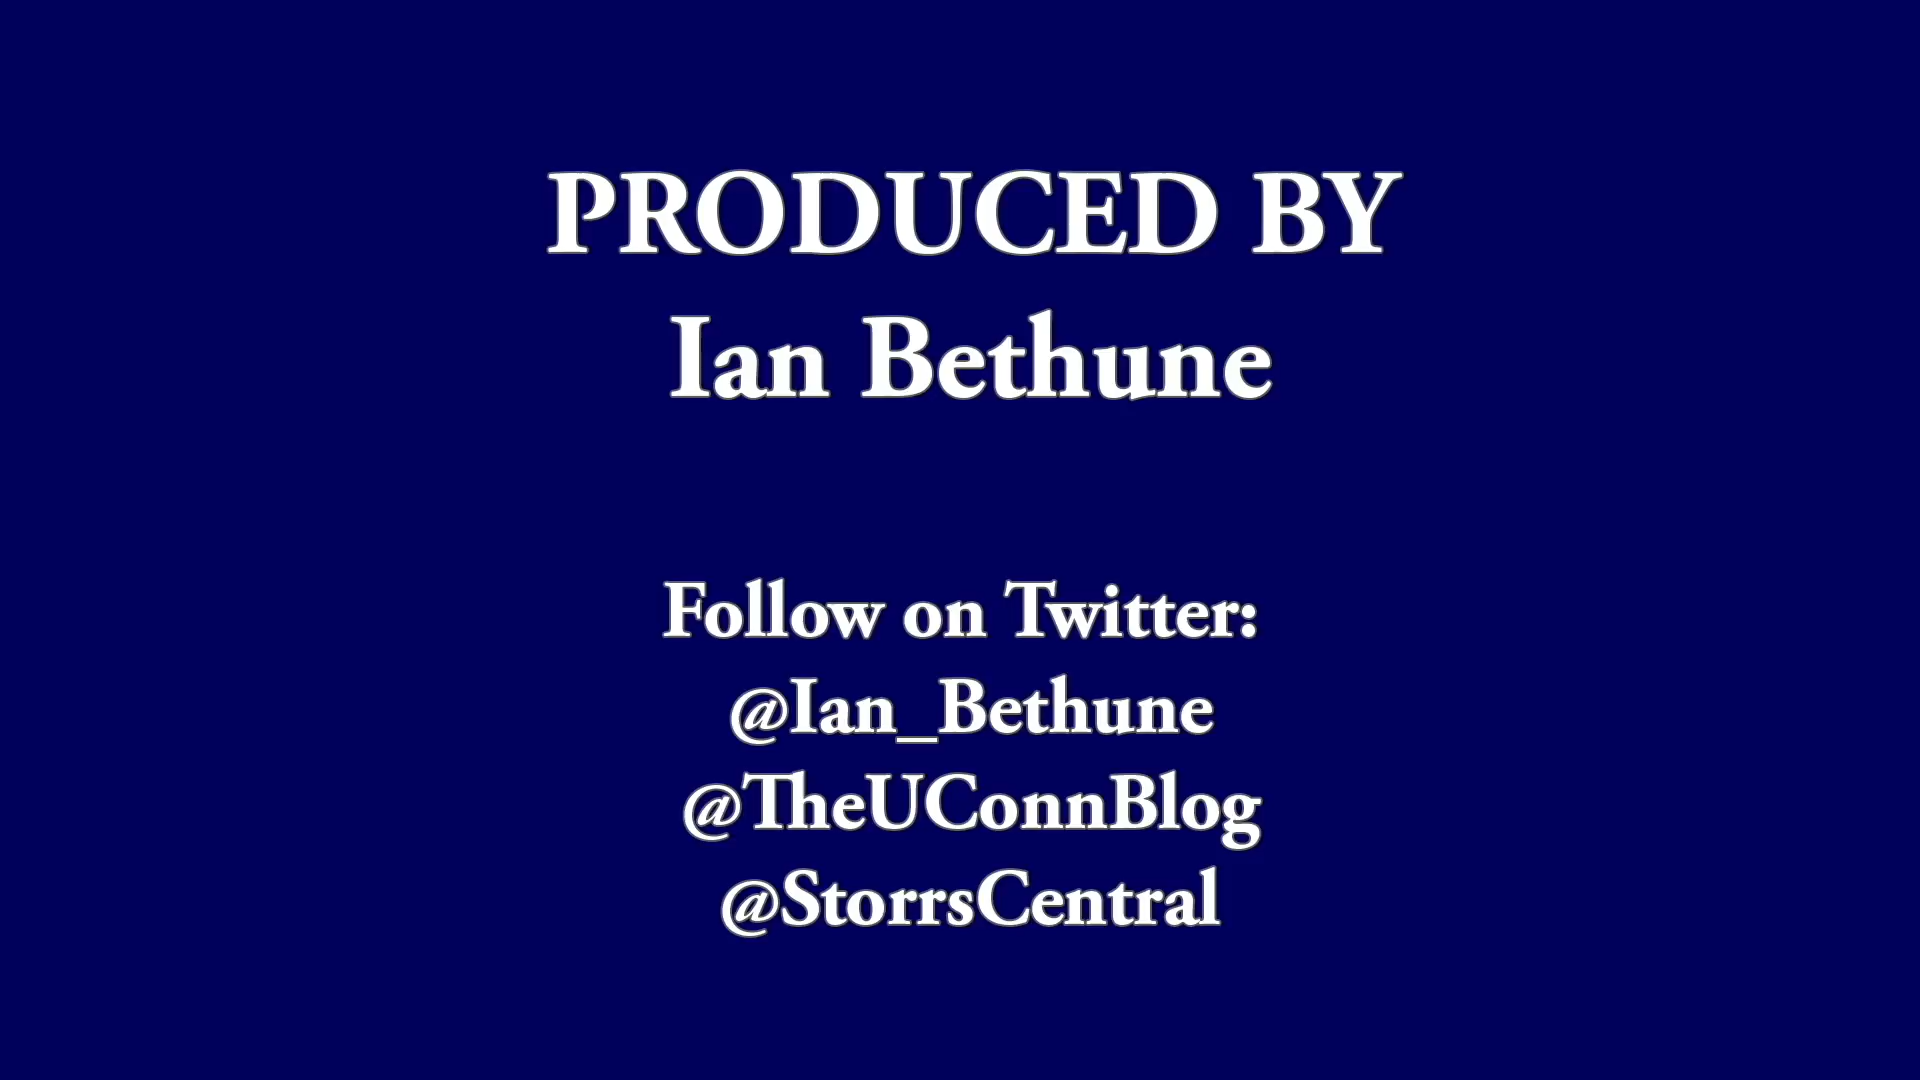 PRODUCED BY
Ian Bethune
Follow on Twitter:
@Ian_Bethune
@TheUConnBlog
@StorrsCentral